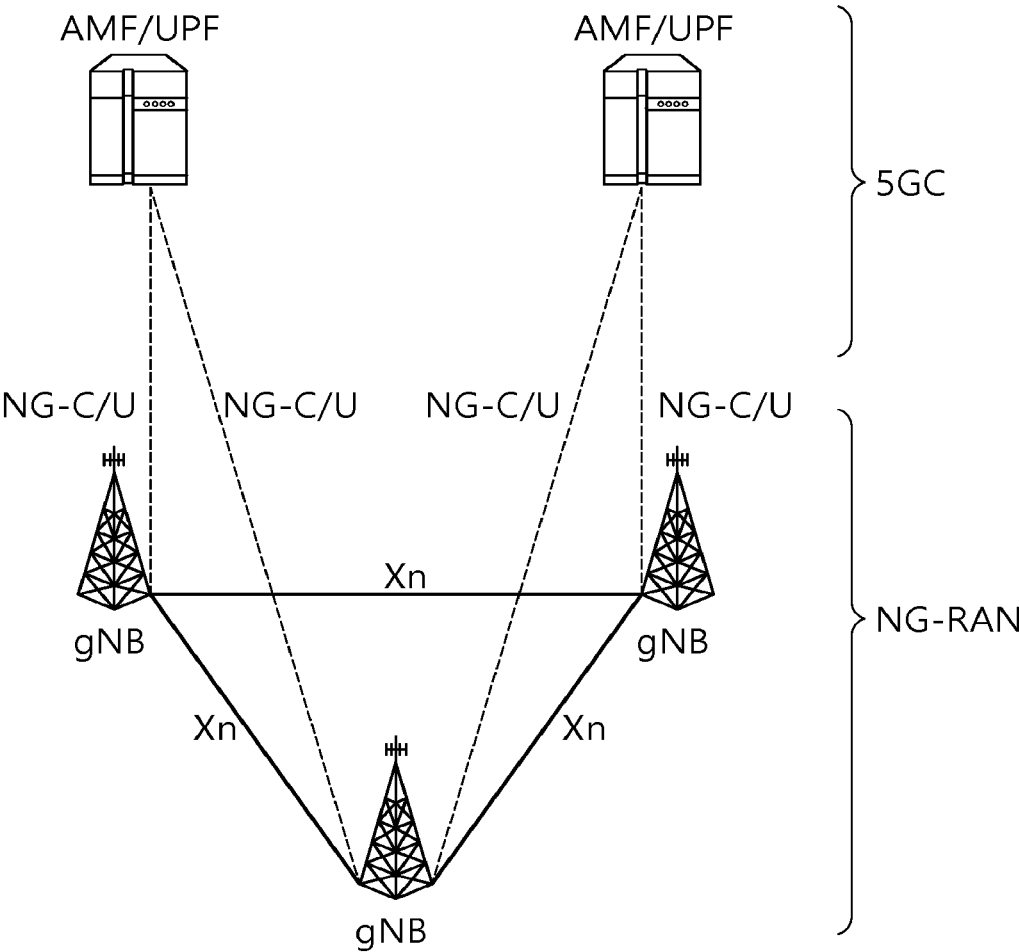 AMF/UPF
AMF/UPF
5GC
NG-C/U
NG-C/U
NG-C/U
NG-C/U
Xn
NG-RAN
gNB
gNB
Xn
Xn
gNB